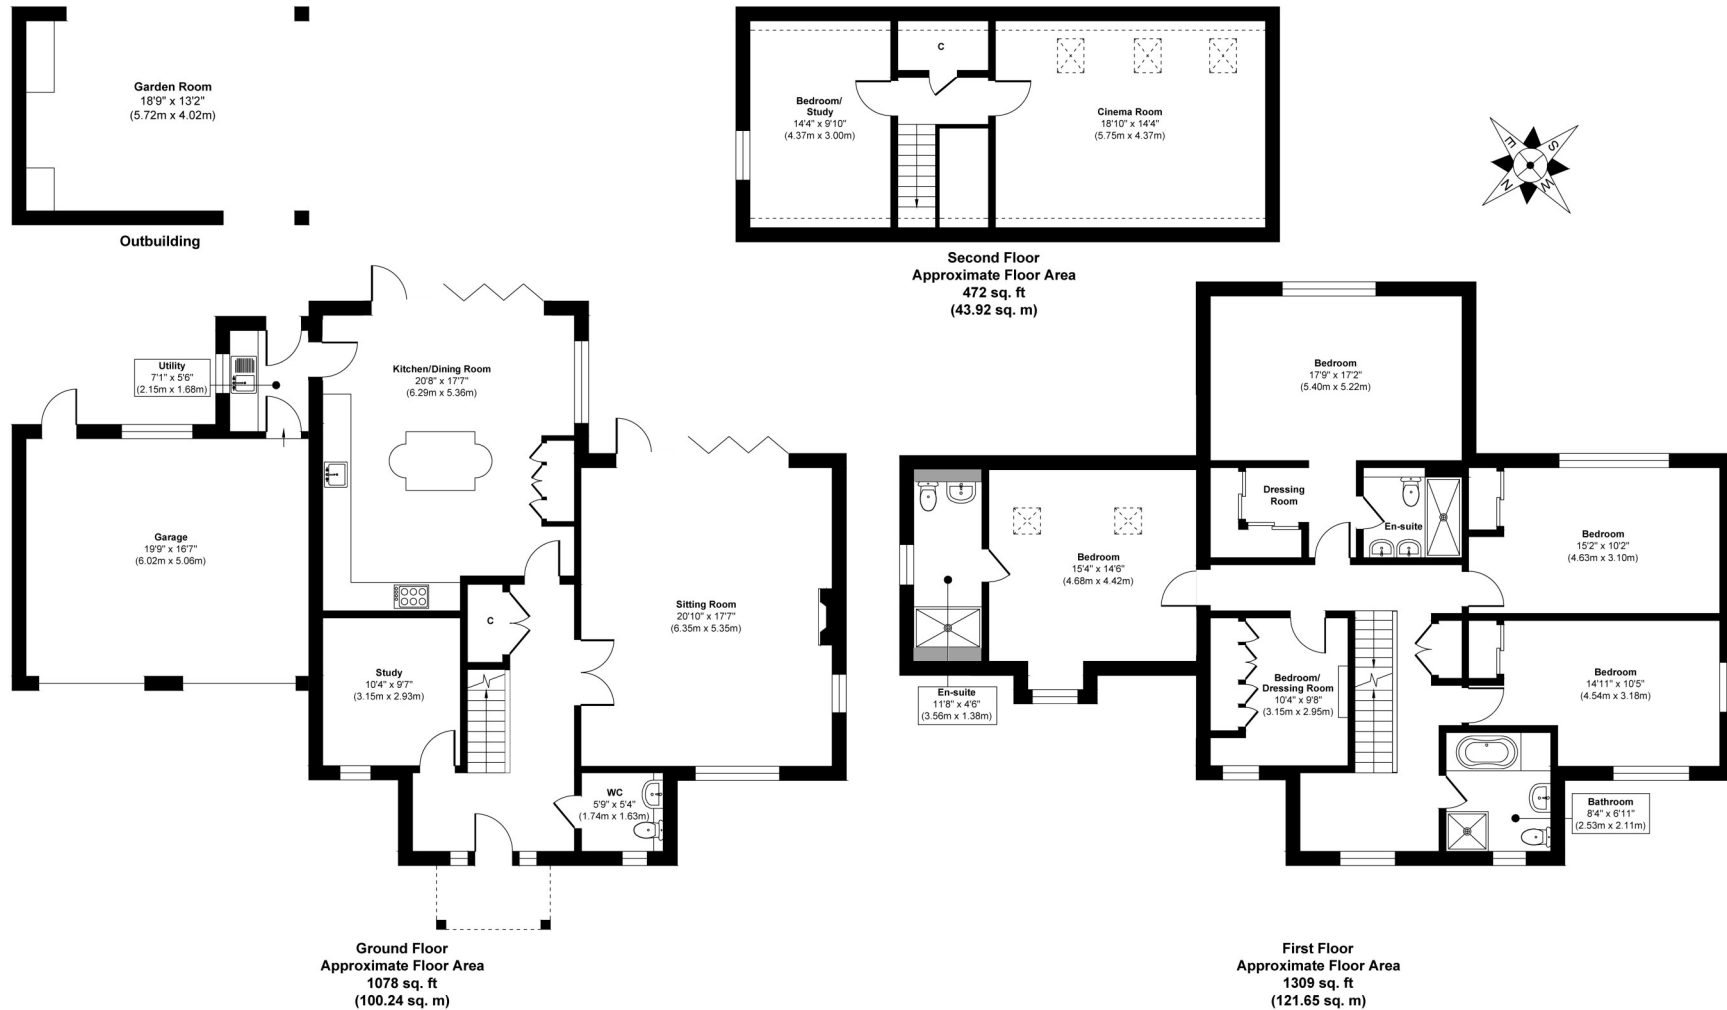 Garden Room
18'9" x 13'2"
(5.72m x 4.02m)
Outbuilding
C
Bedroom/
Study
14'4" x 9'10"
(4.37m x 3.00m)
Cinema Room
18'10" x 14'4"
(5.75m x 4.37m)
Second Floor
Approximate Floor Area
472 sq. ft
(43.92 sq. m)
E
S
N
W
Utility
7'1" x 5'6"
(2.15m x 1.68m)
Kitchen/Dining Room
20'8" x 17'7"
(6.29m x 5.36m)
Garage
19'9" x 16'7"
(6.02m x 5.06m)
Sitting Room
20'10" x 17'7"
(6.35m x 5.35m)
C
Study
10'4" x 9'7"
(3.15m x 2.93m)
WC
5'9" x 5'4"
(1.74m x 1.63m)
Ground Floor
Approximate Floor Area
1078 sq. ft
(100.24 sq. m)
Bedroom
17'9" x 17'2"
(5.40m x 5.22m)
Dressing
Room
En-suite
Bedroom
15'2" x 10'2"
(4.63m x 3.10m)
Bedroom
15'4" x 14'6"
(4.68m x 4.42m)
En-suite
11'8" x 4'6"
(3.56m x 1.38m)
Bedroom/
Dressing Room
10'4" x 9'8"
(3.15m x 2.95m)
Bedroom
14'11" x 10'5"
(4.54m x 3.18m)
Bathroom
8'4" x 6'11"
(2.53m x 2.11m)
First Floor
Approximate Floor Area
1309 sq. ft
(121.65 sq. m)